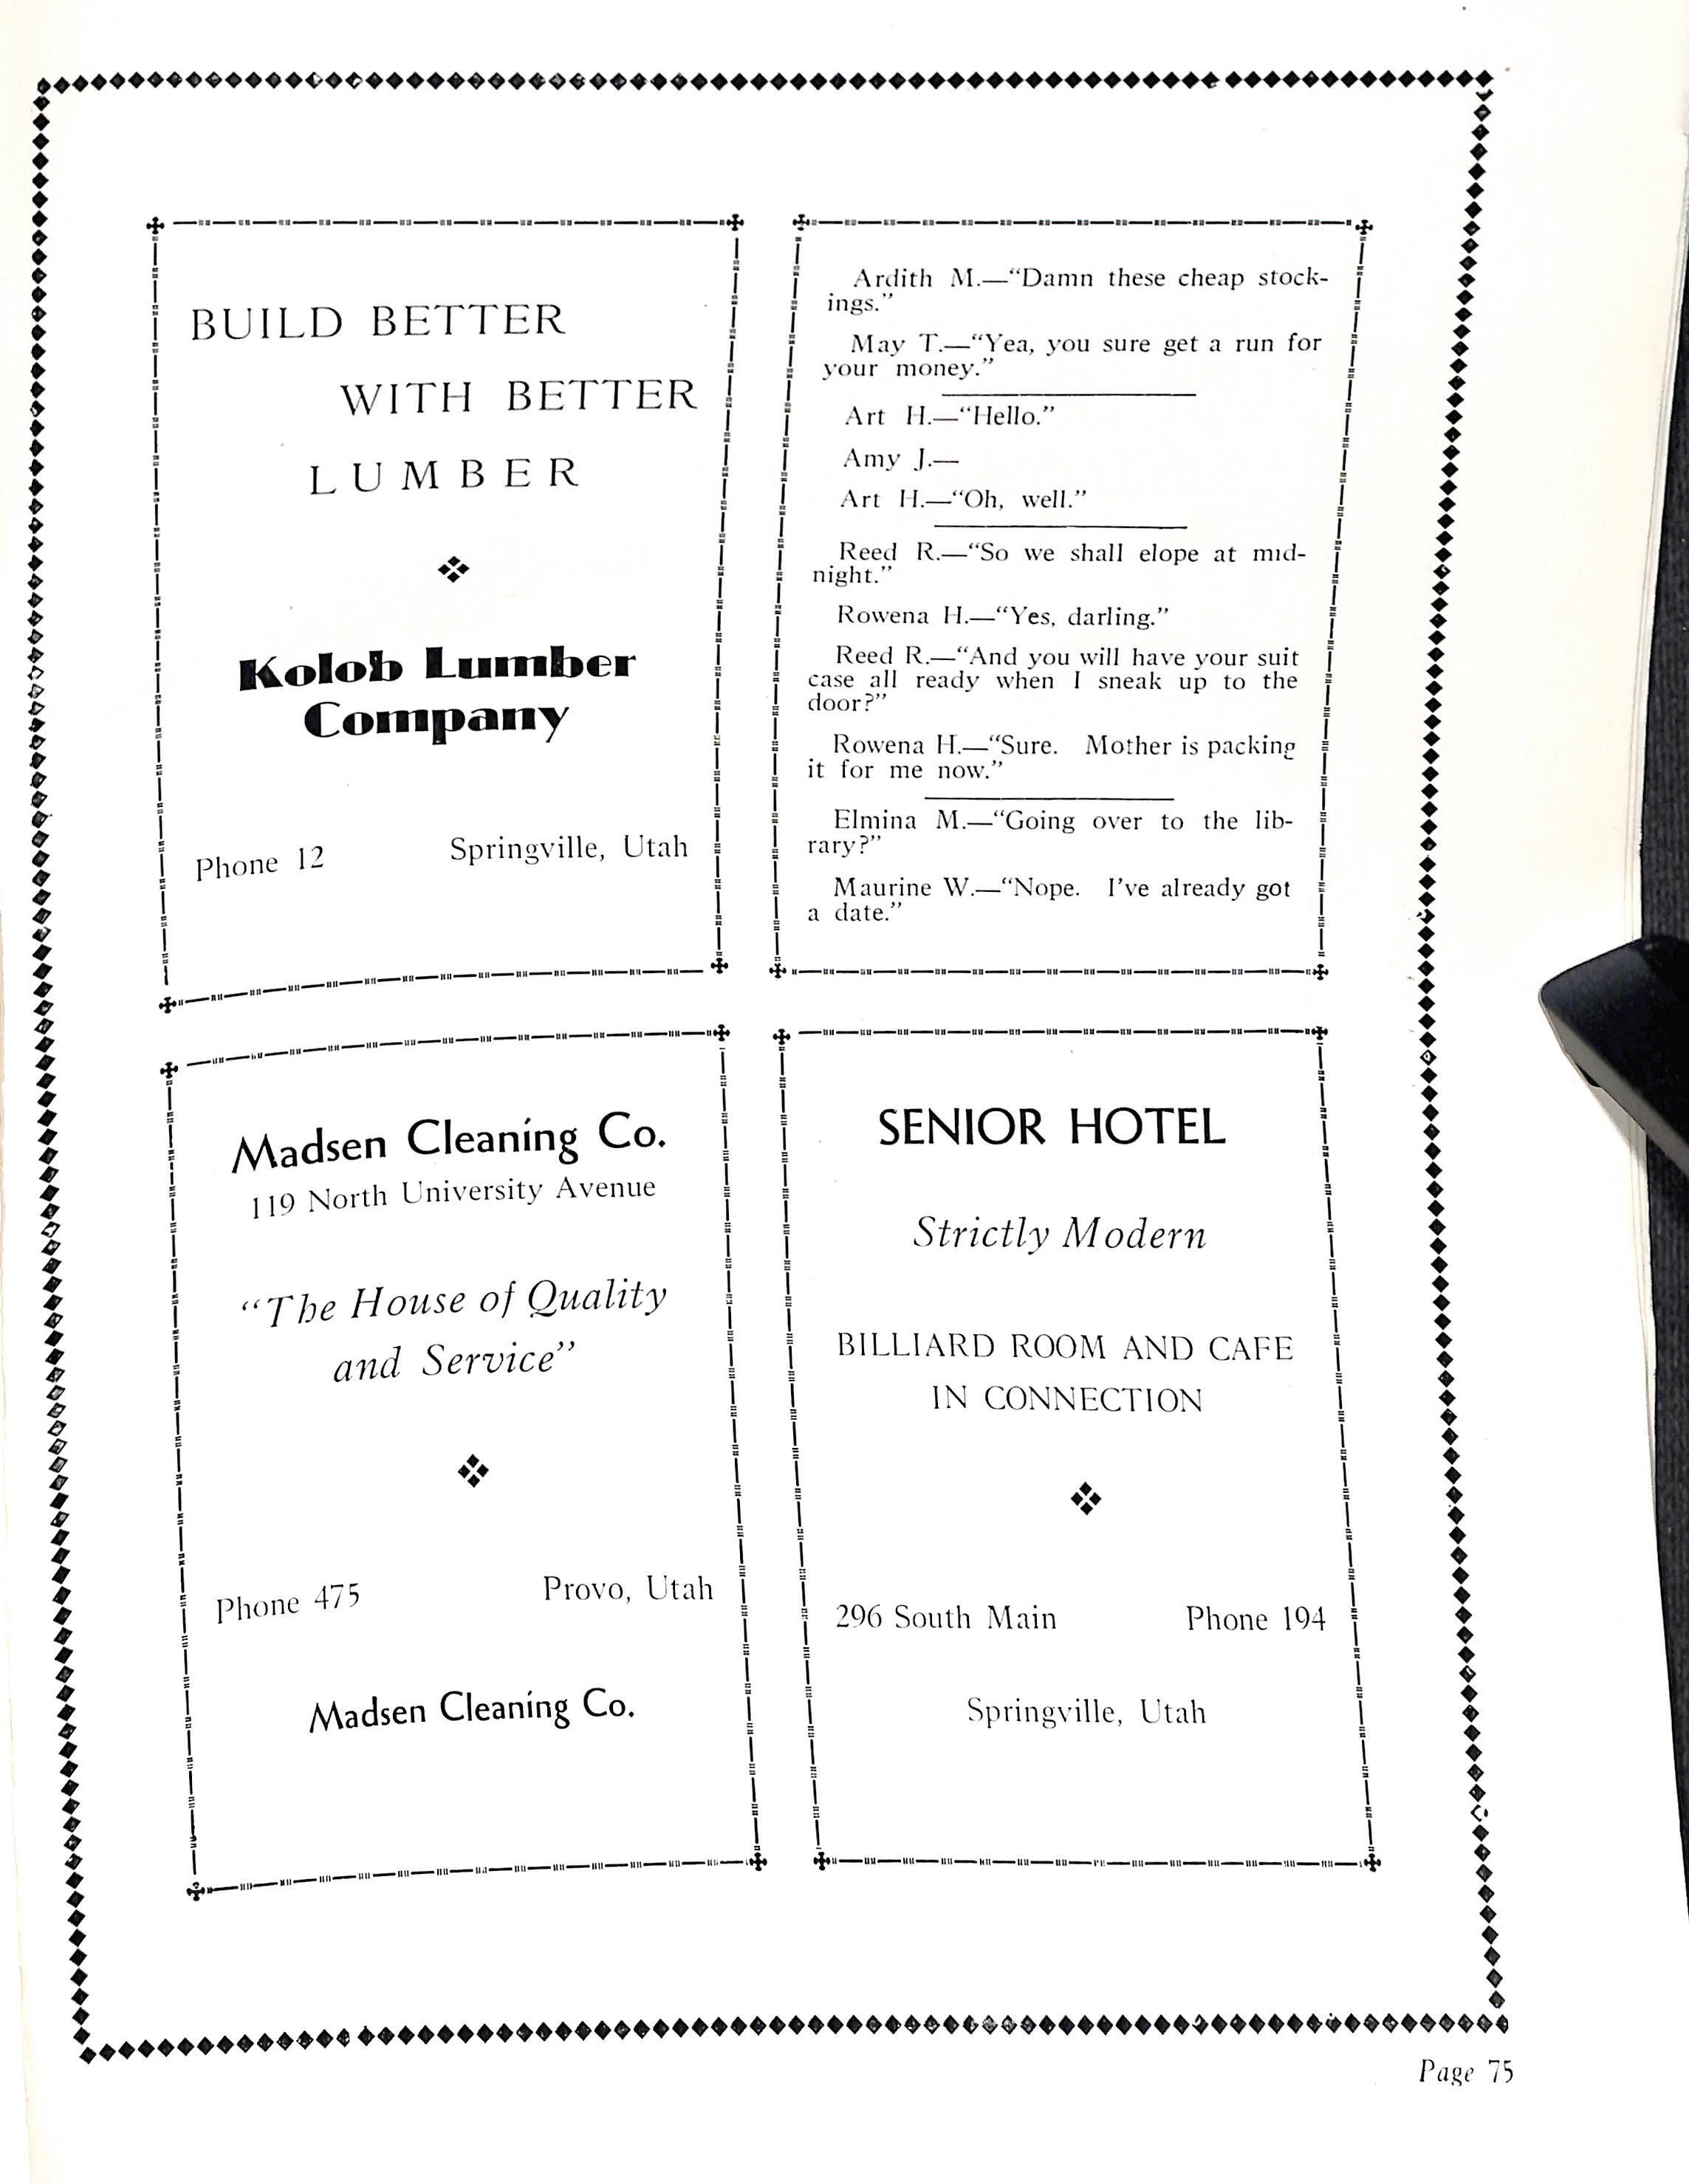 BUILD BETTER
WITH BETTER
LUMBER
Kolob Lumber
Company
Phone 12 Springville, Utah
Ardith M.—“Damn these cheap stock-
ings.”
May T.—“Yea, you sure get a run for
your money.”
Art H.—“Hello.”
Amy J.—
Art H.—“Oh, well.”
Reed R.—“So we shall elope at mid-
night.”
Rowena H.—“Yes, darling.”
Reed R.—“And you will have your suit
case all ready when I sneak up to the
door?”
Rowena H.—“Sure. Mother is packing
it for me now.”
Elmina M.—“Going over to the lib-
rary?”
Maurine W.—“Nope. I’ve already got
a date.”
Madsen Cleaning Co.
119 North University Avenue
“The House of Quality
and Service”
Phone 475 Provo, Utah
Madsen Cleaning Co.
SENIOR HOTEL
Strictly Modern
BILLIARD ROOM AND CAFE
IN CONNECTION
296 South Main Phone 194
Springville, Utah
Page 75